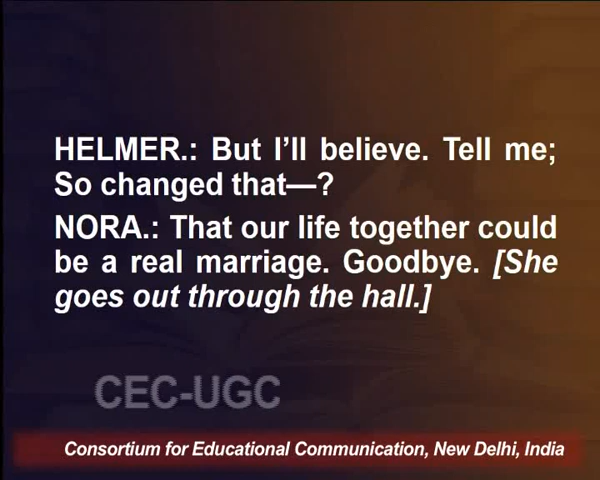 HELMER.: But I'll believe. Tell me;
So changed that—?
NORA.: That our life together could
be a real marriage. Goodbye. [She
goes out through the hall.]
CEC-UGC
Consortium for Educational Communication, New Delhi, India